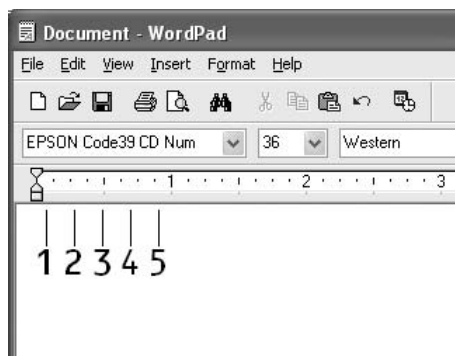 Document - WordPad
File Edit View Insert Format Help
EPSON Code39 CD Num 36 Western
1 2 3
1 2 3 4 5